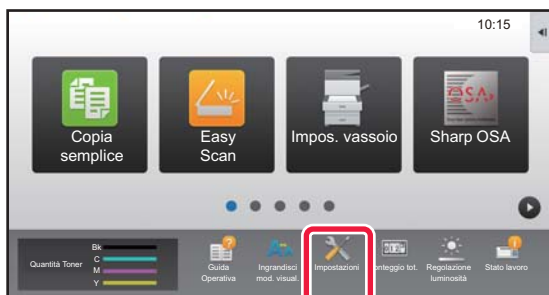 10:15
Copia
semplice
Easy
Scan
Impos. vassoio
Sharp OSA
OSA
Quantità Toner
Bk
C
M
Y
Guida
Operativa
Ingrandisci
mod. visual.
Impostazioni
onteggio tot.
Regolazione
luminosità
Stato lavoro